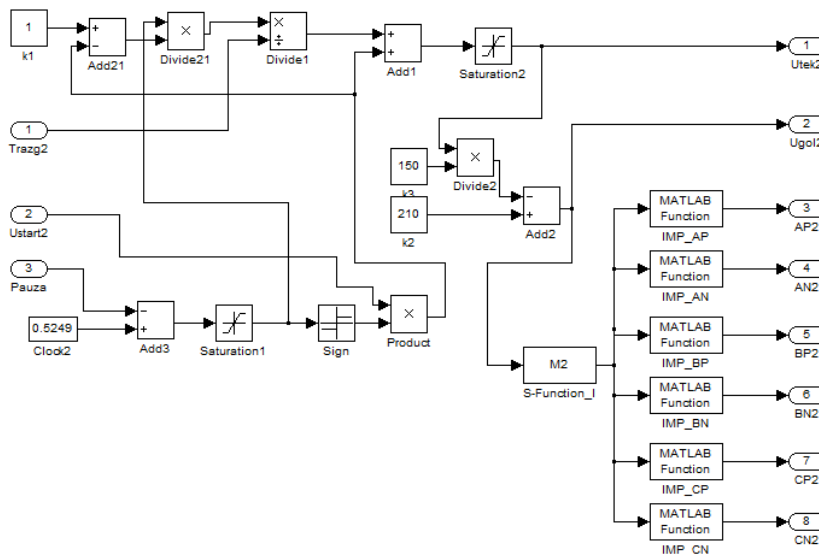 1
k1
+
-
Add21
×
Divide21
×
÷
Divide1
+
+
Add1
Saturation2
1
Utek2
1
Trazg2
2
Ugol2
150
k3
×
Divide2
210
k2
-
+
Add2
2
Ustart2
3
Pauza
0.5249
Clock2
-
+
Add3
Saturation1
Sign
×
Product
M2
S-Function_I
MATLAB
Function
IMP_AP
3
AP2
MATLAB
Function
IMP_AN
4
AN2
MATLAB
Function
IMP_BP
5
BP2
MATLAB
Function
IMP_BN
6
BN2
MATLAB
Function
IMP_CP
7
CP2
MATLAB
Function
IMP_CN
8
CN2